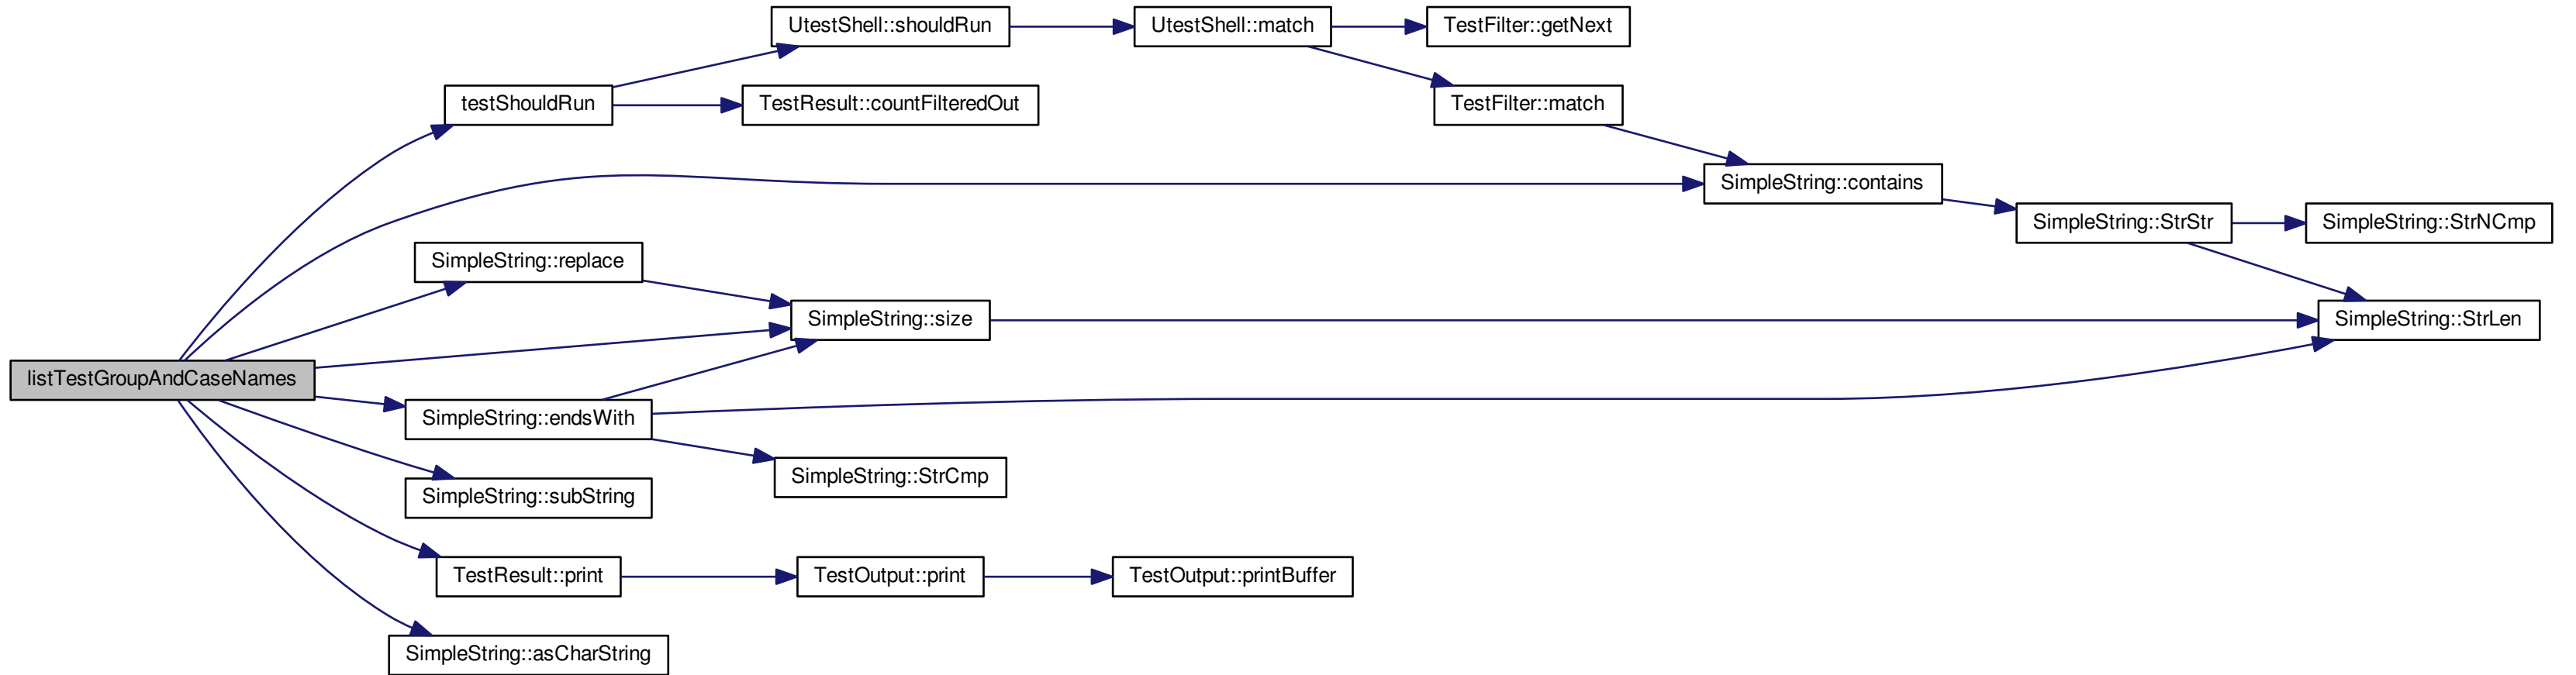 UtestShell::shouldRun
UtestShell::match
TestFilter::getNext
testShouldRun
TestResult::countFilteredOut
TestFilter::match
SimpleString::contains
SimpleString::StrStr
SimpleString::StrNCmp
SimpleString::replace
SimpleString::size
SimpleString::StrLen
listTestGroupAndCaseNames
SimpleString::endsWith
SimpleString::StrCmp
SimpleString::subString
TestResult::print
TestOutput::print
TestOutput::printBuffer
SimpleString::asCharString